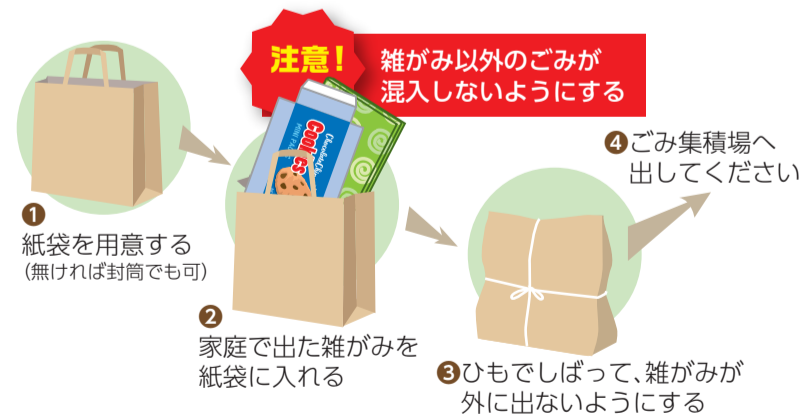 注意！
雑がみ以外のごみが
混入しないようにする
❶
紙袋を用意する
（無ければ封筒でも可）
Chocolate Chip
Cookies
❷
家庭で出た雑がみを
紙袋に入れる
❸ひもでしばって、雑がみが
外に出ないようにする
❹ごみ集積場へ
出してください